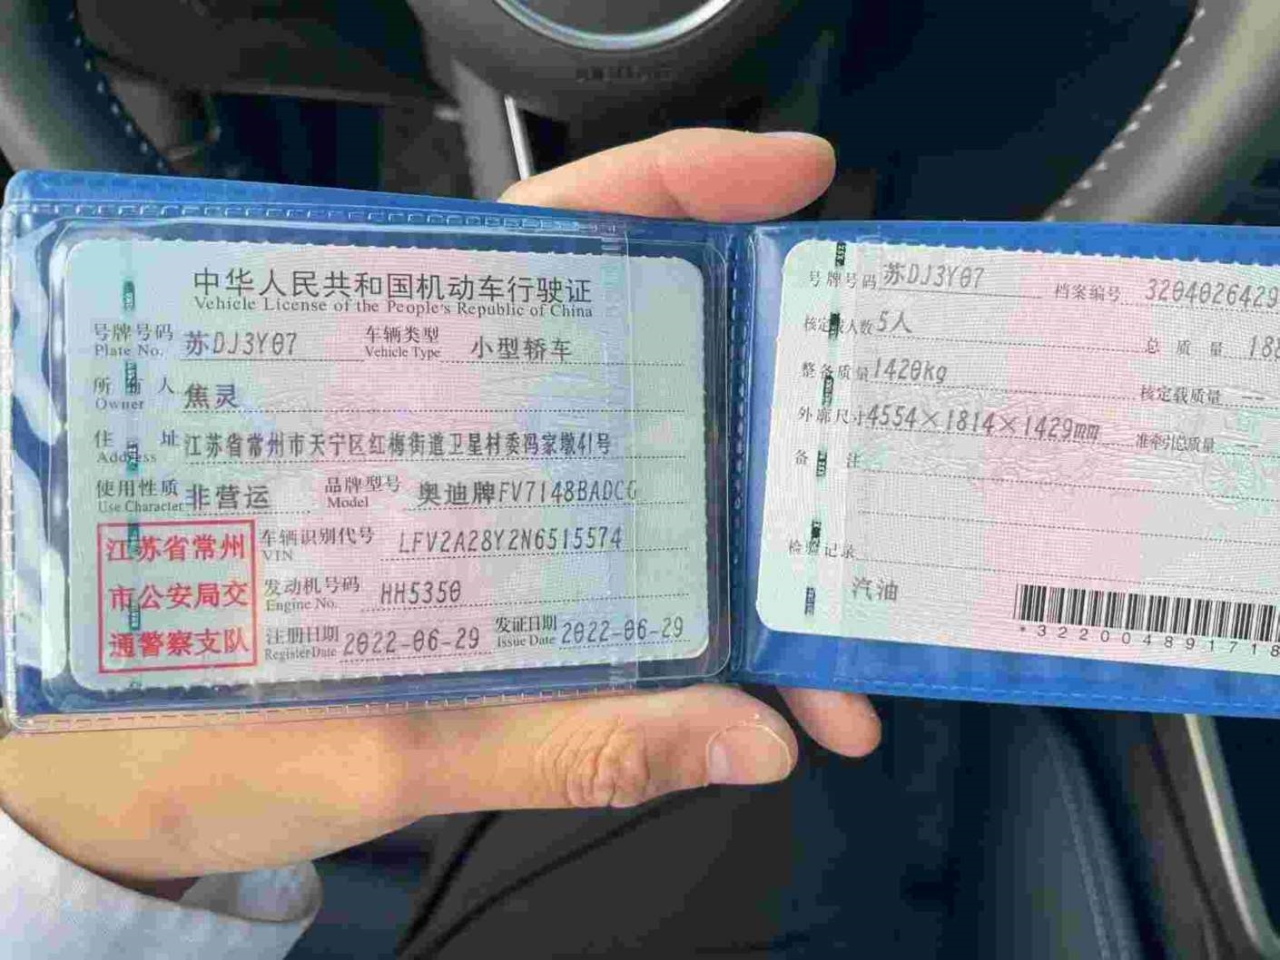 中华人民共和国机动车行驶证
Vehicle License of the People's Republic of China
号牌号码 苏DJ3Y07 车辆类型 小型轿车
Plate No. Vehicle Type
所有人 焦灵
Owner
住址 江苏省常州市天宁区红梅街道卫星村委冯家墩41号
Address
使用性质 非营运 品牌型号 奥迪牌FV7148BADCG
Use Character Model
江苏省常州
市公安局交
通警察支队
车辆识别代号 LFV2A28Y2N6515574
VIN
发动机号码 HH5350
Engine No.
注册日期 2022-06-29 发证日期 2022-06-29
Register Date Issue Date
号牌号码 苏DJ3Y07 档案编号 3204026429
核定载人数 5人 总质量 18
整备质量 1420kg 核定载质量 --
外廓尺寸 4554×1814×1429mm 准牵引总质量 --
备注
检验记录
汽油
*3220048917718